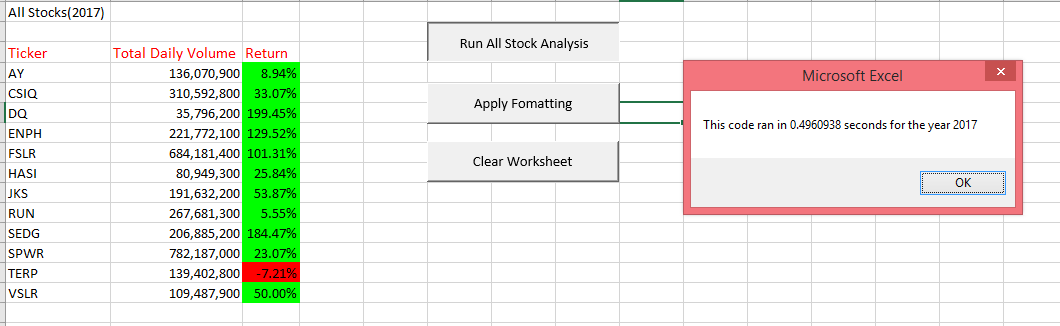 All Stocks(2017)
Run All Stock Analysis
Ticker Total Daily Volume Return
AY 136,070,900 8.94%
CSIQ 310,592,800 33.07%
DQ 35,796,200 199.45%
ENPH 221,772,100 129.52%
FSLR 684,181,400 101.31%
HASI 80,949,300 25.84%
JKS 191,632,200 53.87%
RUN 267,681,300 5.55%
SEDG 206,885,200 184.47%
SPWR 782,187,000 23.07%
TERP 139,402,800 -7.21%
VSLR 109,487,900 50.00%
Apply Fomatting
Clear Worksheet
Microsoft Excel
This code ran in 0.4960938 seconds for the year 2017
OK